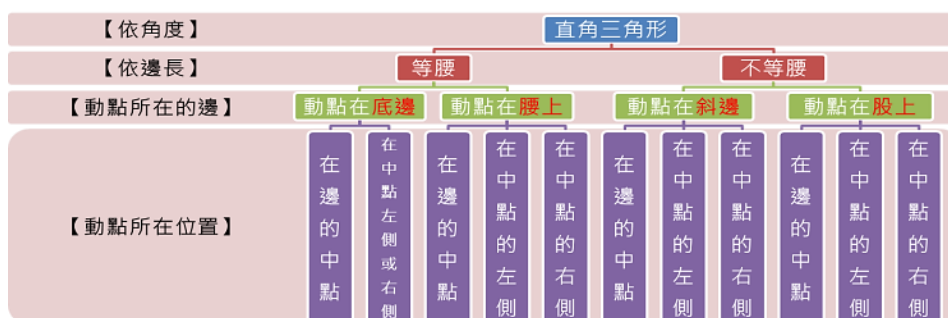 【依角度】
直角三角形
【依邊長】
等腰
不等腰
【動點所在的邊】
動點在底邊
動點在腰上
動點在斜邊
動點在股上
【動點所在位置】
在邊的中點
在中點左側或右側
在邊的中點
在中點的左側
在中點的右側
在邊的中點
在中點的左側
在中點的右側
在邊的中點
在中點的左側
在中點的右側